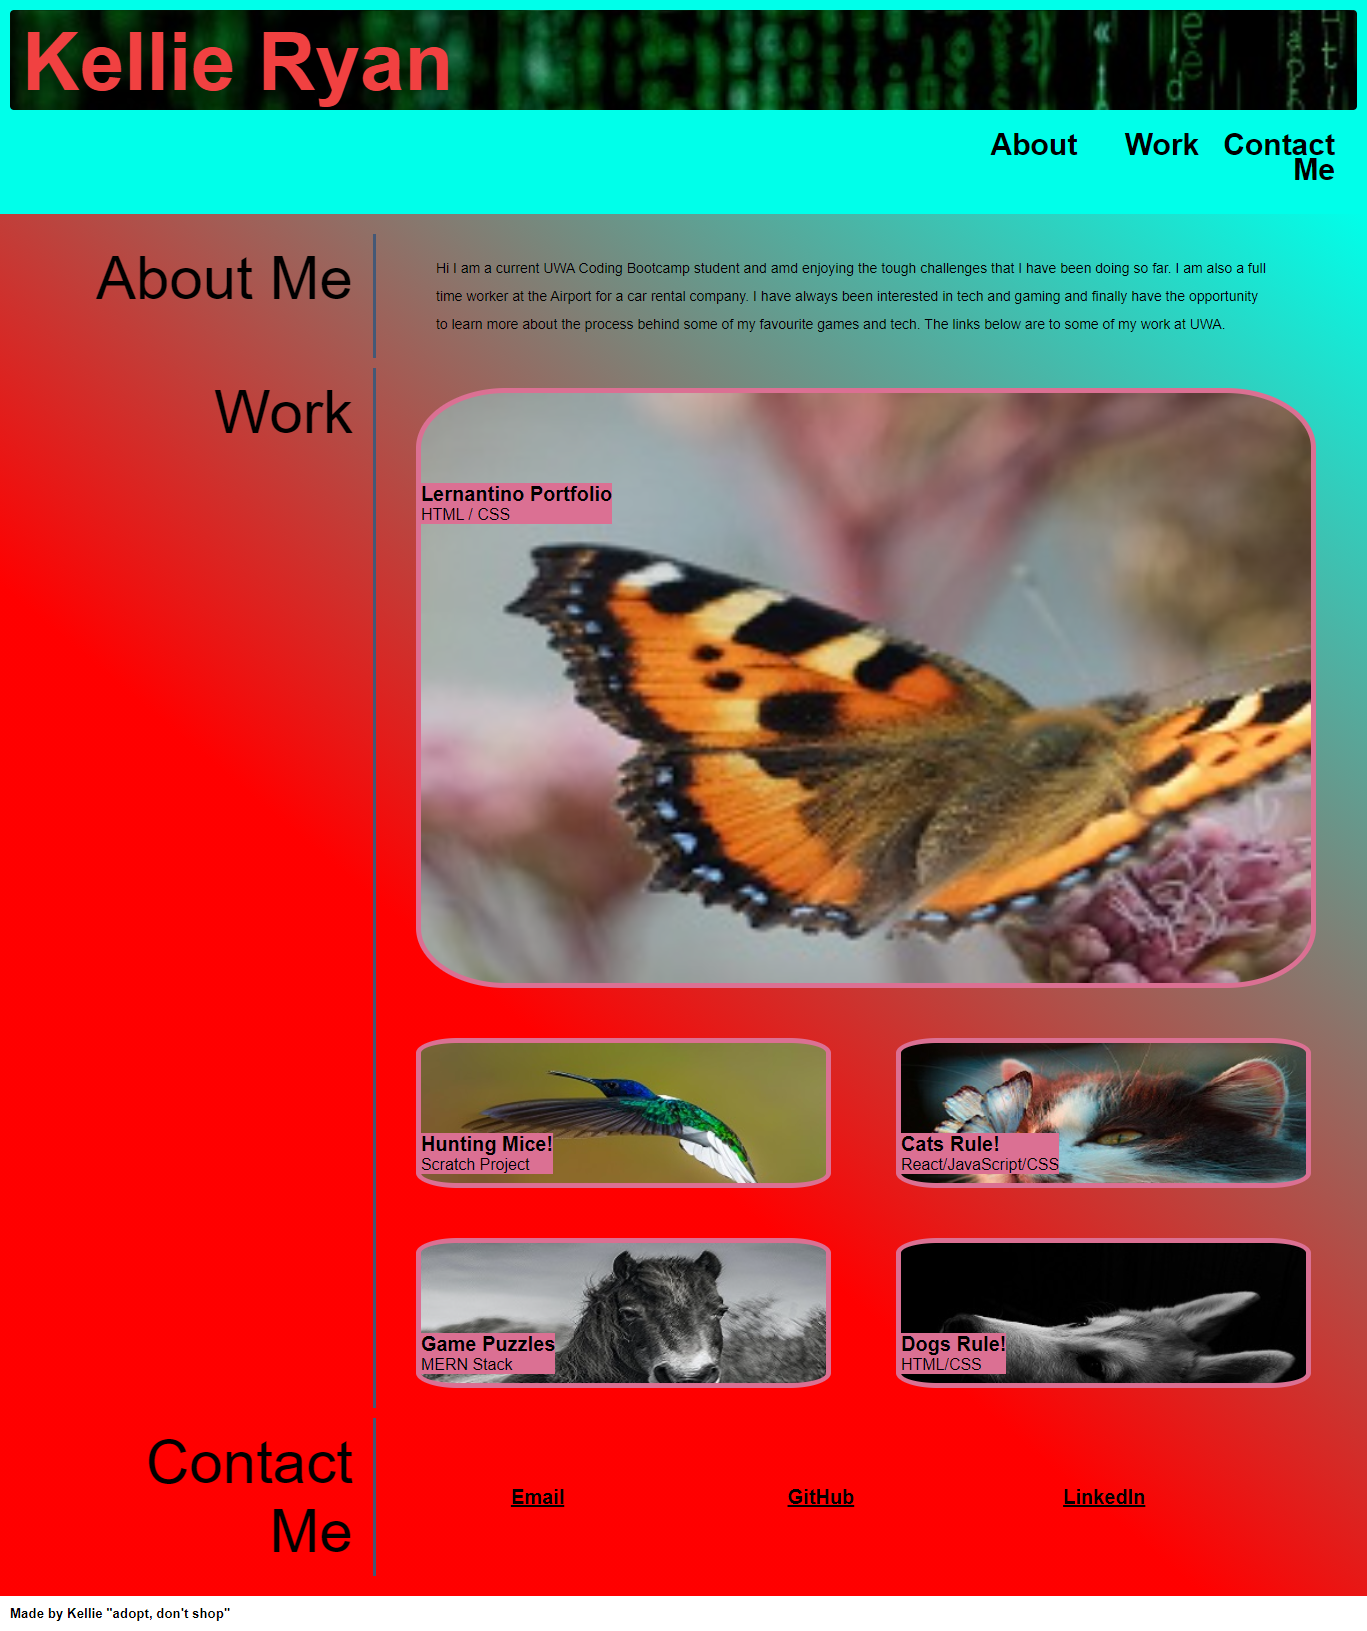 Kellie Ryan
About Work Contact
Me
About Me
Hi I am a current UWA Coding Bootcamp student and amd enjoying the tough challenges that I have been doing so far. I am also a full
time worker at the Airport for a car rental company. I have always been interested in tech and gaming and finally have the opportunity
to learn more about the process behind some of my favourite games and tech. The links below are to some of my work at UWA.
Work
Lernantino Portfolio
HTML / CSS
Hunting Mice!
Scratch Project
Cats Rule!
React/JavaScript/CSS
Game Puzzles
MERN Stack
Dogs Rule!
HTML/CSS
Contact
Me
Email
GitHub
LinkedIn
Made by Kellie "adopt, don't shop"